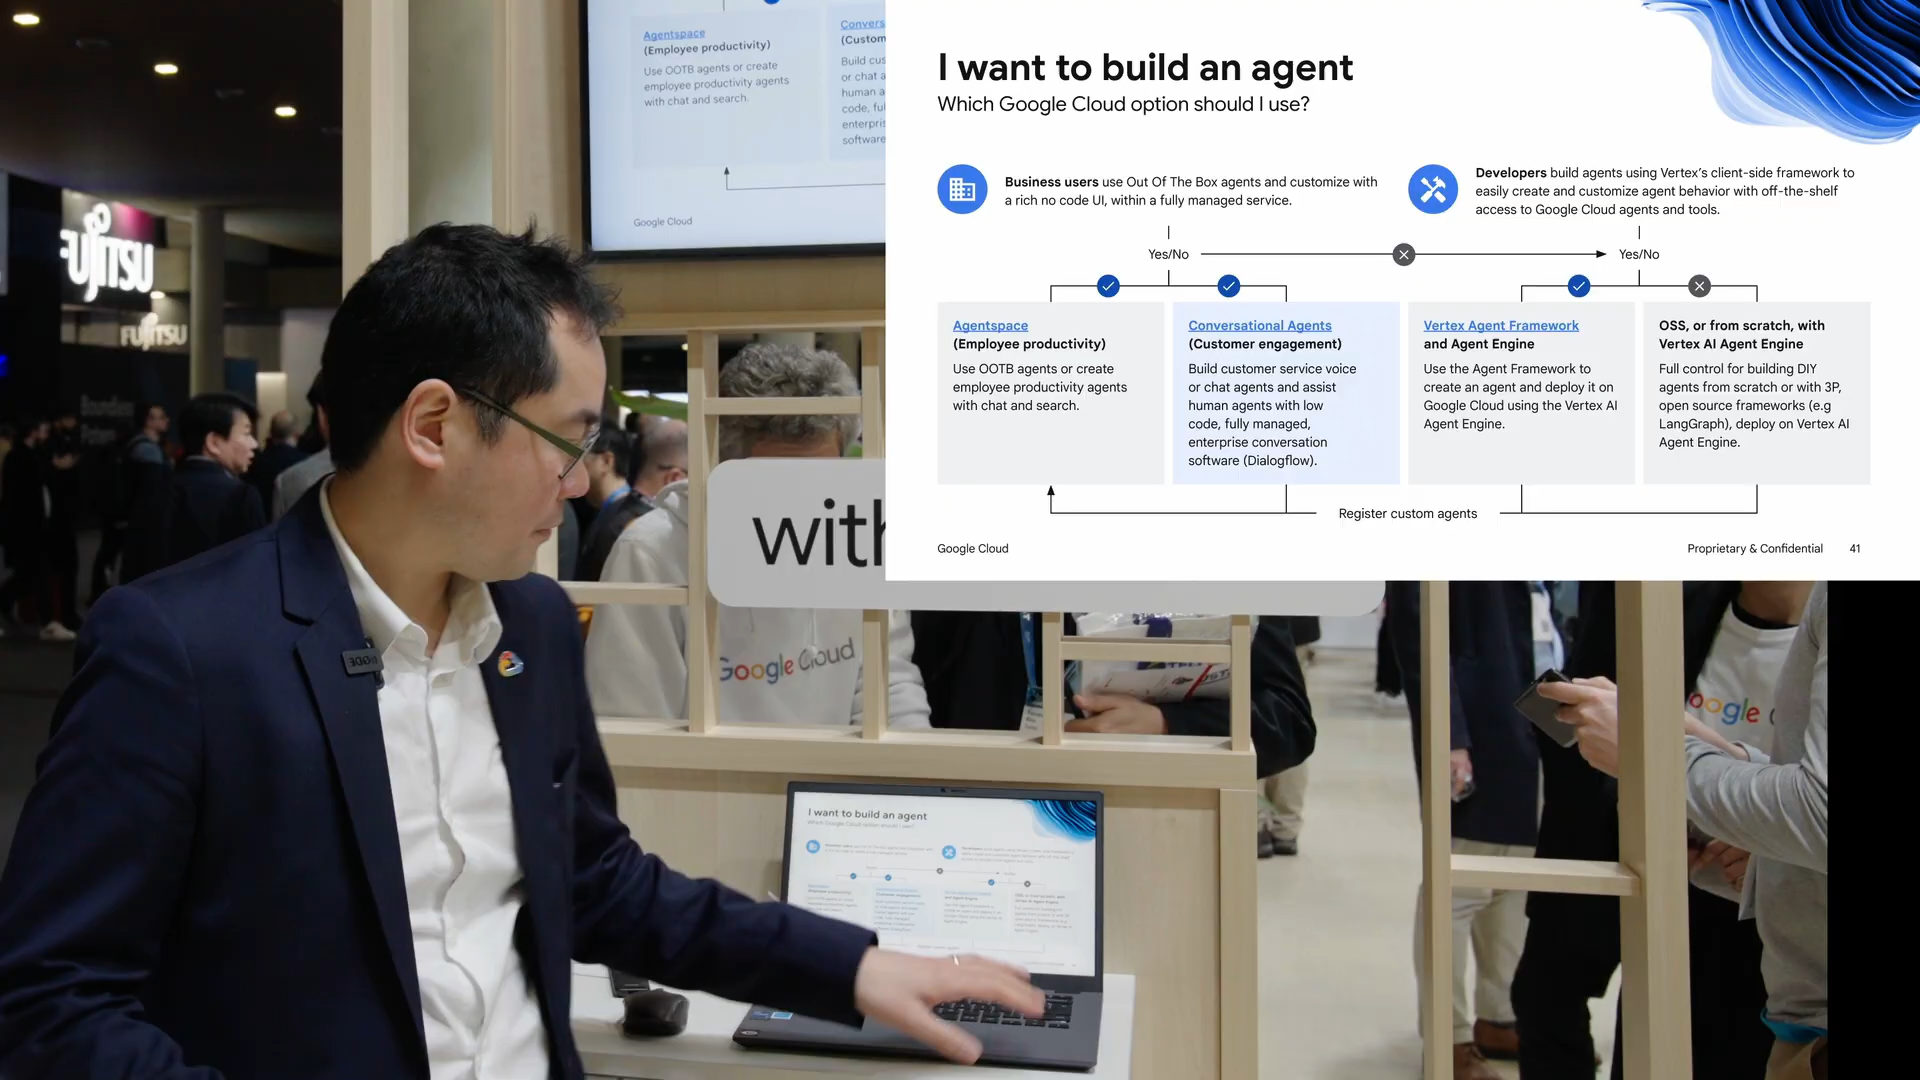 I want to build an agent
Which Google Cloud option should I use?
Business users use Out Of The Box agents and customize with
a rich no code UI, within a fully managed service.
Developers build agents using Vertex's client-side framework to
easily create and customize agent behavior with off-the-shelf
access to Google Cloud agents and tools.
Yes/No
Yes/No
Agentspace
(Employee productivity)
Use OOTB agents or create
employee productivity agents
with chat and search.
Conversational Agents
(Customer engagement)
Build customer service voice
or chat agents and assist
human agents with low
code, fully managed,
enterprise conversation
software (Dialogflow).
Vertex Agent Framework
and Agent Engine
Use the Agent Framework to
create an agent and deploy it on
Google Cloud using the Vertex AI
Agent Engine.
OSS, or from scratch, with
Vertex AI Agent Engine
Full control for building DIY
agents from scratch or with 3P,
open source frameworks (e.g
LangGraph), deploy on Vertex AI
Agent Engine.
Register custom agents
Google Cloud
Proprietary & Confidential 41
Agentspace
(Employee productivity)
Use OOTB agents or create
employee productivity agents
with chat and search.
Google Cloud
FUJITSU
FUJITSU
with
Google Cloud
Google
I want to build an agent
Which Google Cloud option should I use?